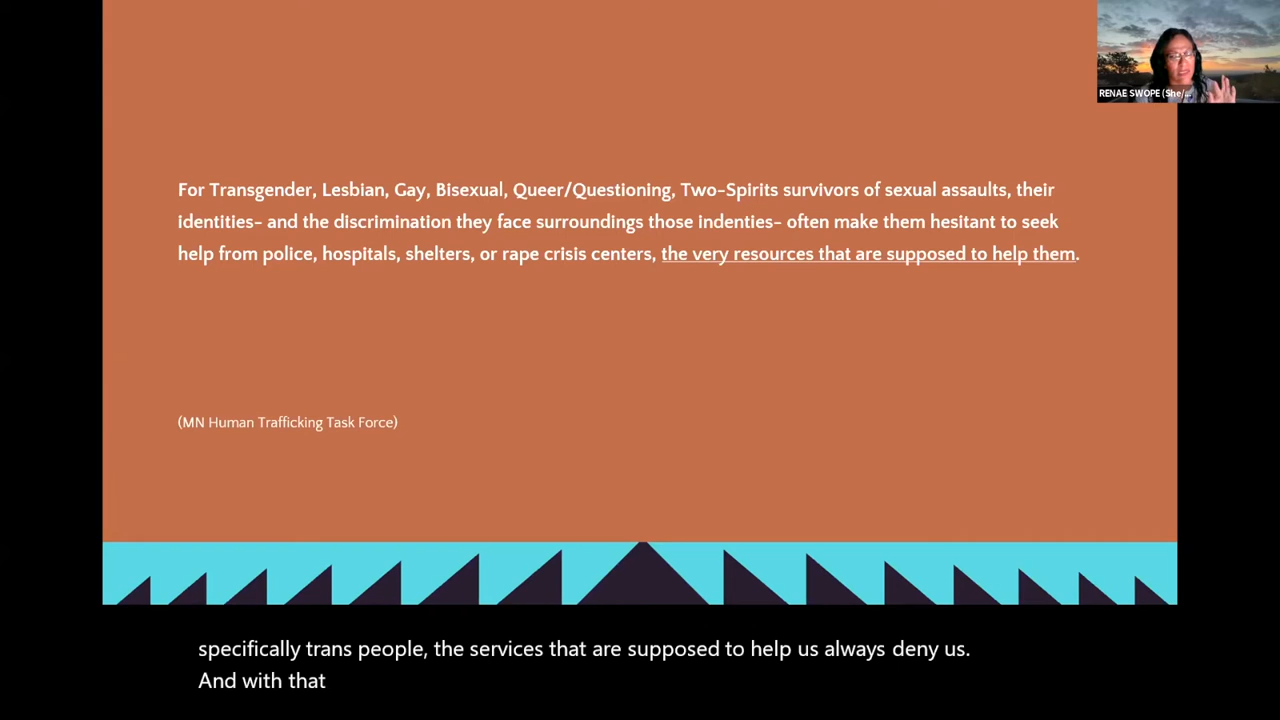 RENAE SWOPE (She/...
For Transgender, Lesbian, Gay, Bisexual, Queer/Questioning, Two-Spirits survivors of sexual assaults, their
identities- and the discrimination they face surroundings those indenties- often make them hesitant to seek
help from police, hospitals, shelters, or rape crisis centers, the very resources that are supposed to help them.
(MN Human Trafficking Task Force)
specifically trans people, the services that are supposed to help us always deny us.
And with that